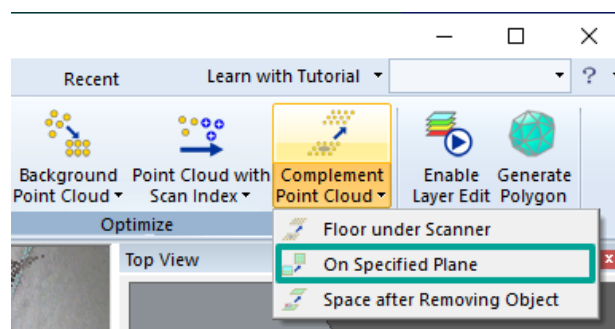 Recent Learn with Tutorial ?
Background Point Cloud with Complement Enable Generate
Point Cloud Scan Index Point Cloud Layer Edit Polygon
Optimize
Floor under Scanner
Top View
On Specified Plane
Space after Removing Object